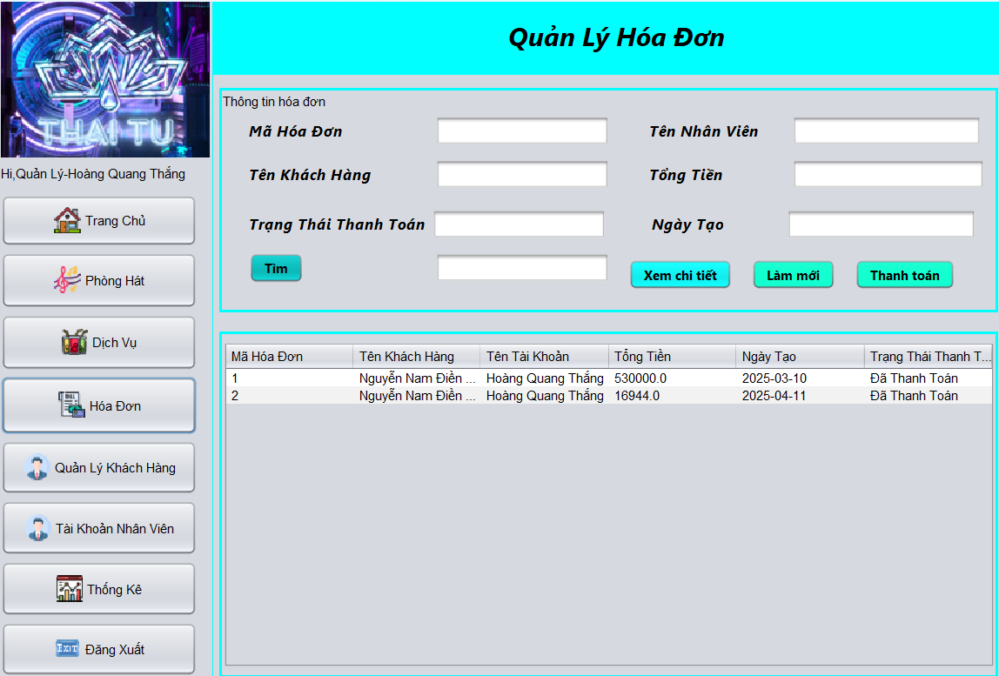 THAI TU
Hi,Quản Lý-Hoàng Quang Thắng
Trang Chủ
Phòng Hát
Dịch Vụ
BILL
Hóa Đơn
Quản Lý Khách Hàng
Tài Khoản Nhân Viên
Thống Kê
EXIT Đăng Xuất
Quản Lý Hóa Đơn
Thông tin hóa đơn
Mã Hóa Đơn Tên Nhân Viên
Tên Khách Hàng Tổng Tiền
Trạng Thái Thanh Toán Ngày Tạo
Tìm Xem chi tiết Làm mới Thanh toán
Mã Hóa Đơn Tên Khách Hàng Tên Tài Khoản Tổng Tiền Ngày Tạo Trạng Thái Thanh T...
1 Nguyễn Nam Điền ... Hoàng Quang Thắng 530000.0 2025-03-10 Đã Thanh Toán
2 Nguyễn Nam Điền ... Hoàng Quang Thắng 16944.0 2025-04-11 Đã Thanh Toán